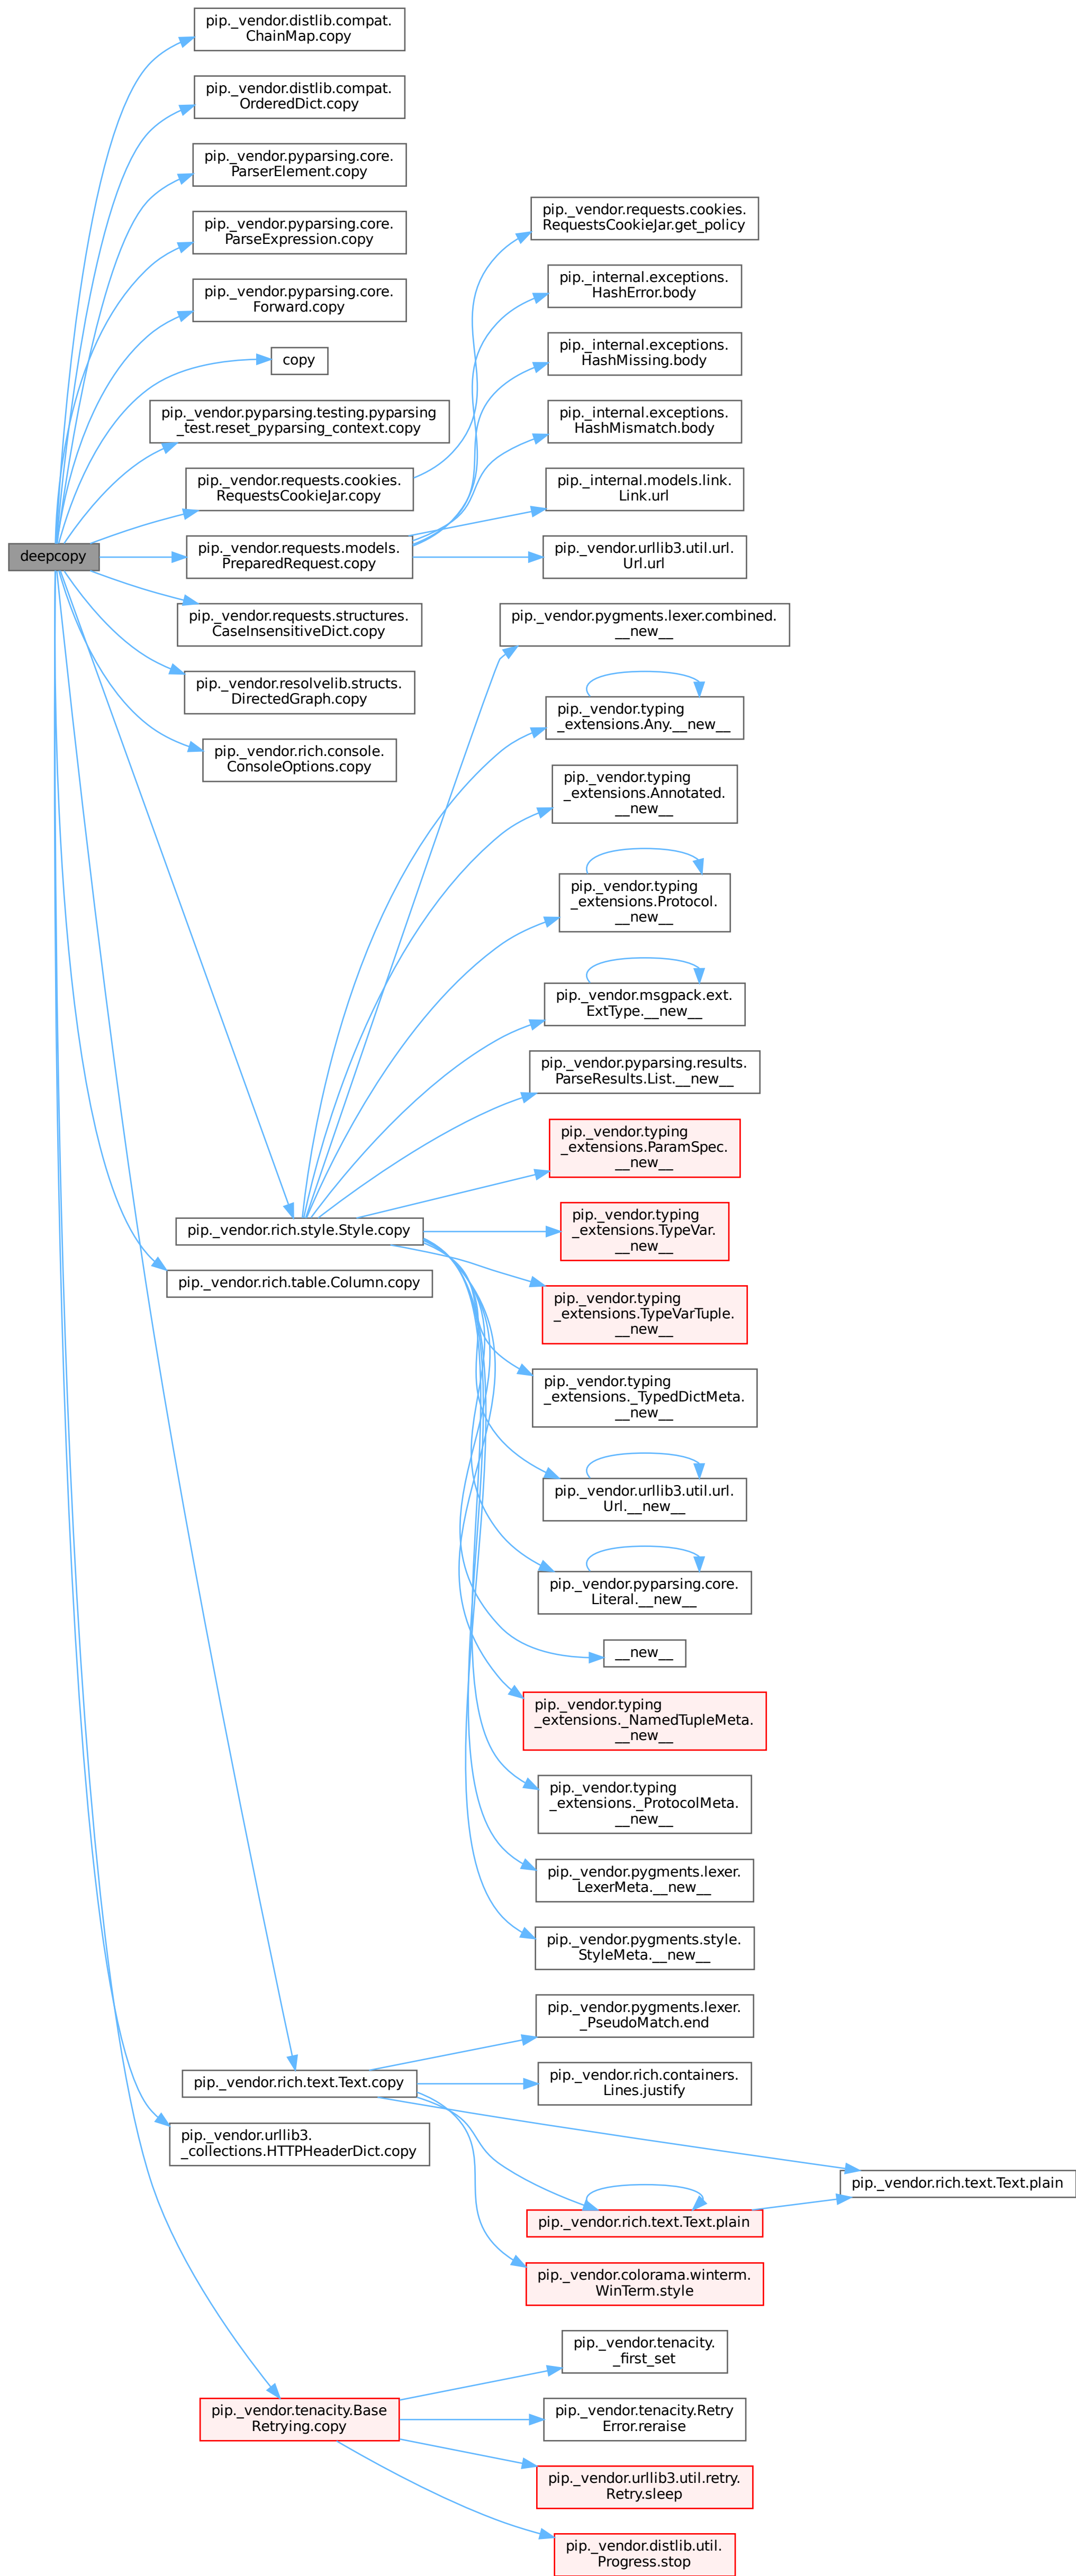 pip._vendor.distlib.compat.
ChainMap.copy
pip._vendor.distlib.compat.
OrderedDict.copy
pip._vendor.pyparsing.core.
ParserElement.copy
pip._vendor.pyparsing.core.
ParseExpression.copy
pip._vendor.pyparsing.core.
Forward.copy
copy
pip._vendor.pyparsing.testing.pyparsing
_test.reset_pyparsing_context.copy
pip._vendor.requests.cookies.
RequestsCookieJar.copy
deepcopy
pip._vendor.requests.models.
PreparedRequest.copy
pip._vendor.requests.structures.
CaseInsensitiveDict.copy
pip._vendor.resolvelib.structs.
DirectedGraph.copy
pip._vendor.rich.console.
ConsoleOptions.copy
pip._vendor.rich.style.Style.copy
pip._vendor.rich.table.Column.copy
pip._vendor.rich.text.Text.copy
pip._vendor.urllib3.
_collections.HTTPHeaderDict.copy
pip._vendor.tenacity.Base
Retrying.copy
pip._vendor.requests.cookies.
RequestsCookieJar.get_policy
pip._internal.exceptions.
HashError.body
pip._internal.exceptions.
HashMissing.body
pip._internal.exceptions.
HashMismatch.body
pip._internal.models.link.
Link.url
pip._vendor.urllib3.util.url.
Url.url
pip._vendor.pygments.lexer.combined.
__new__
pip._vendor.typing
_extensions.Any.__new__
pip._vendor.typing
_extensions.Annotated.
__new__
pip._vendor.typing
_extensions.Protocol.
__new__
pip._vendor.msgpack.ext.
ExtType.__new__
pip._vendor.pyparsing.results.
ParseResults.List.__new__
pip._vendor.typing
_extensions.ParamSpec.
__new__
pip._vendor.typing
_extensions.TypeVar.
__new__
pip._vendor.typing
_extensions.TypeVarTuple.
__new__
pip._vendor.typing
_extensions._TypedDictMeta.
__new__
pip._vendor.urllib3.util.url.
Url.__new__
pip._vendor.pyparsing.core.
Literal.__new__
__new__
pip._vendor.typing
_extensions._NamedTupleMeta.
__new__
pip._vendor.typing
_extensions._ProtocolMeta.
__new__
pip._vendor.pygments.lexer.
LexerMeta.__new__
pip._vendor.pygments.style.
StyleMeta.__new__
pip._vendor.pygments.lexer.
_PseudoMatch.end
pip._vendor.rich.containers.
Lines.justify
pip._vendor.rich.text.Text.plain
pip._vendor.rich.text.Text.plain
pip._vendor.colorama.winterm.
WinTerm.style
pip._vendor.tenacity.
_first_set
pip._vendor.tenacity.Retry
Error.reraise
pip._vendor.urllib3.util.retry.
Retry.sleep
pip._vendor.distlib.util.
Progress.stop